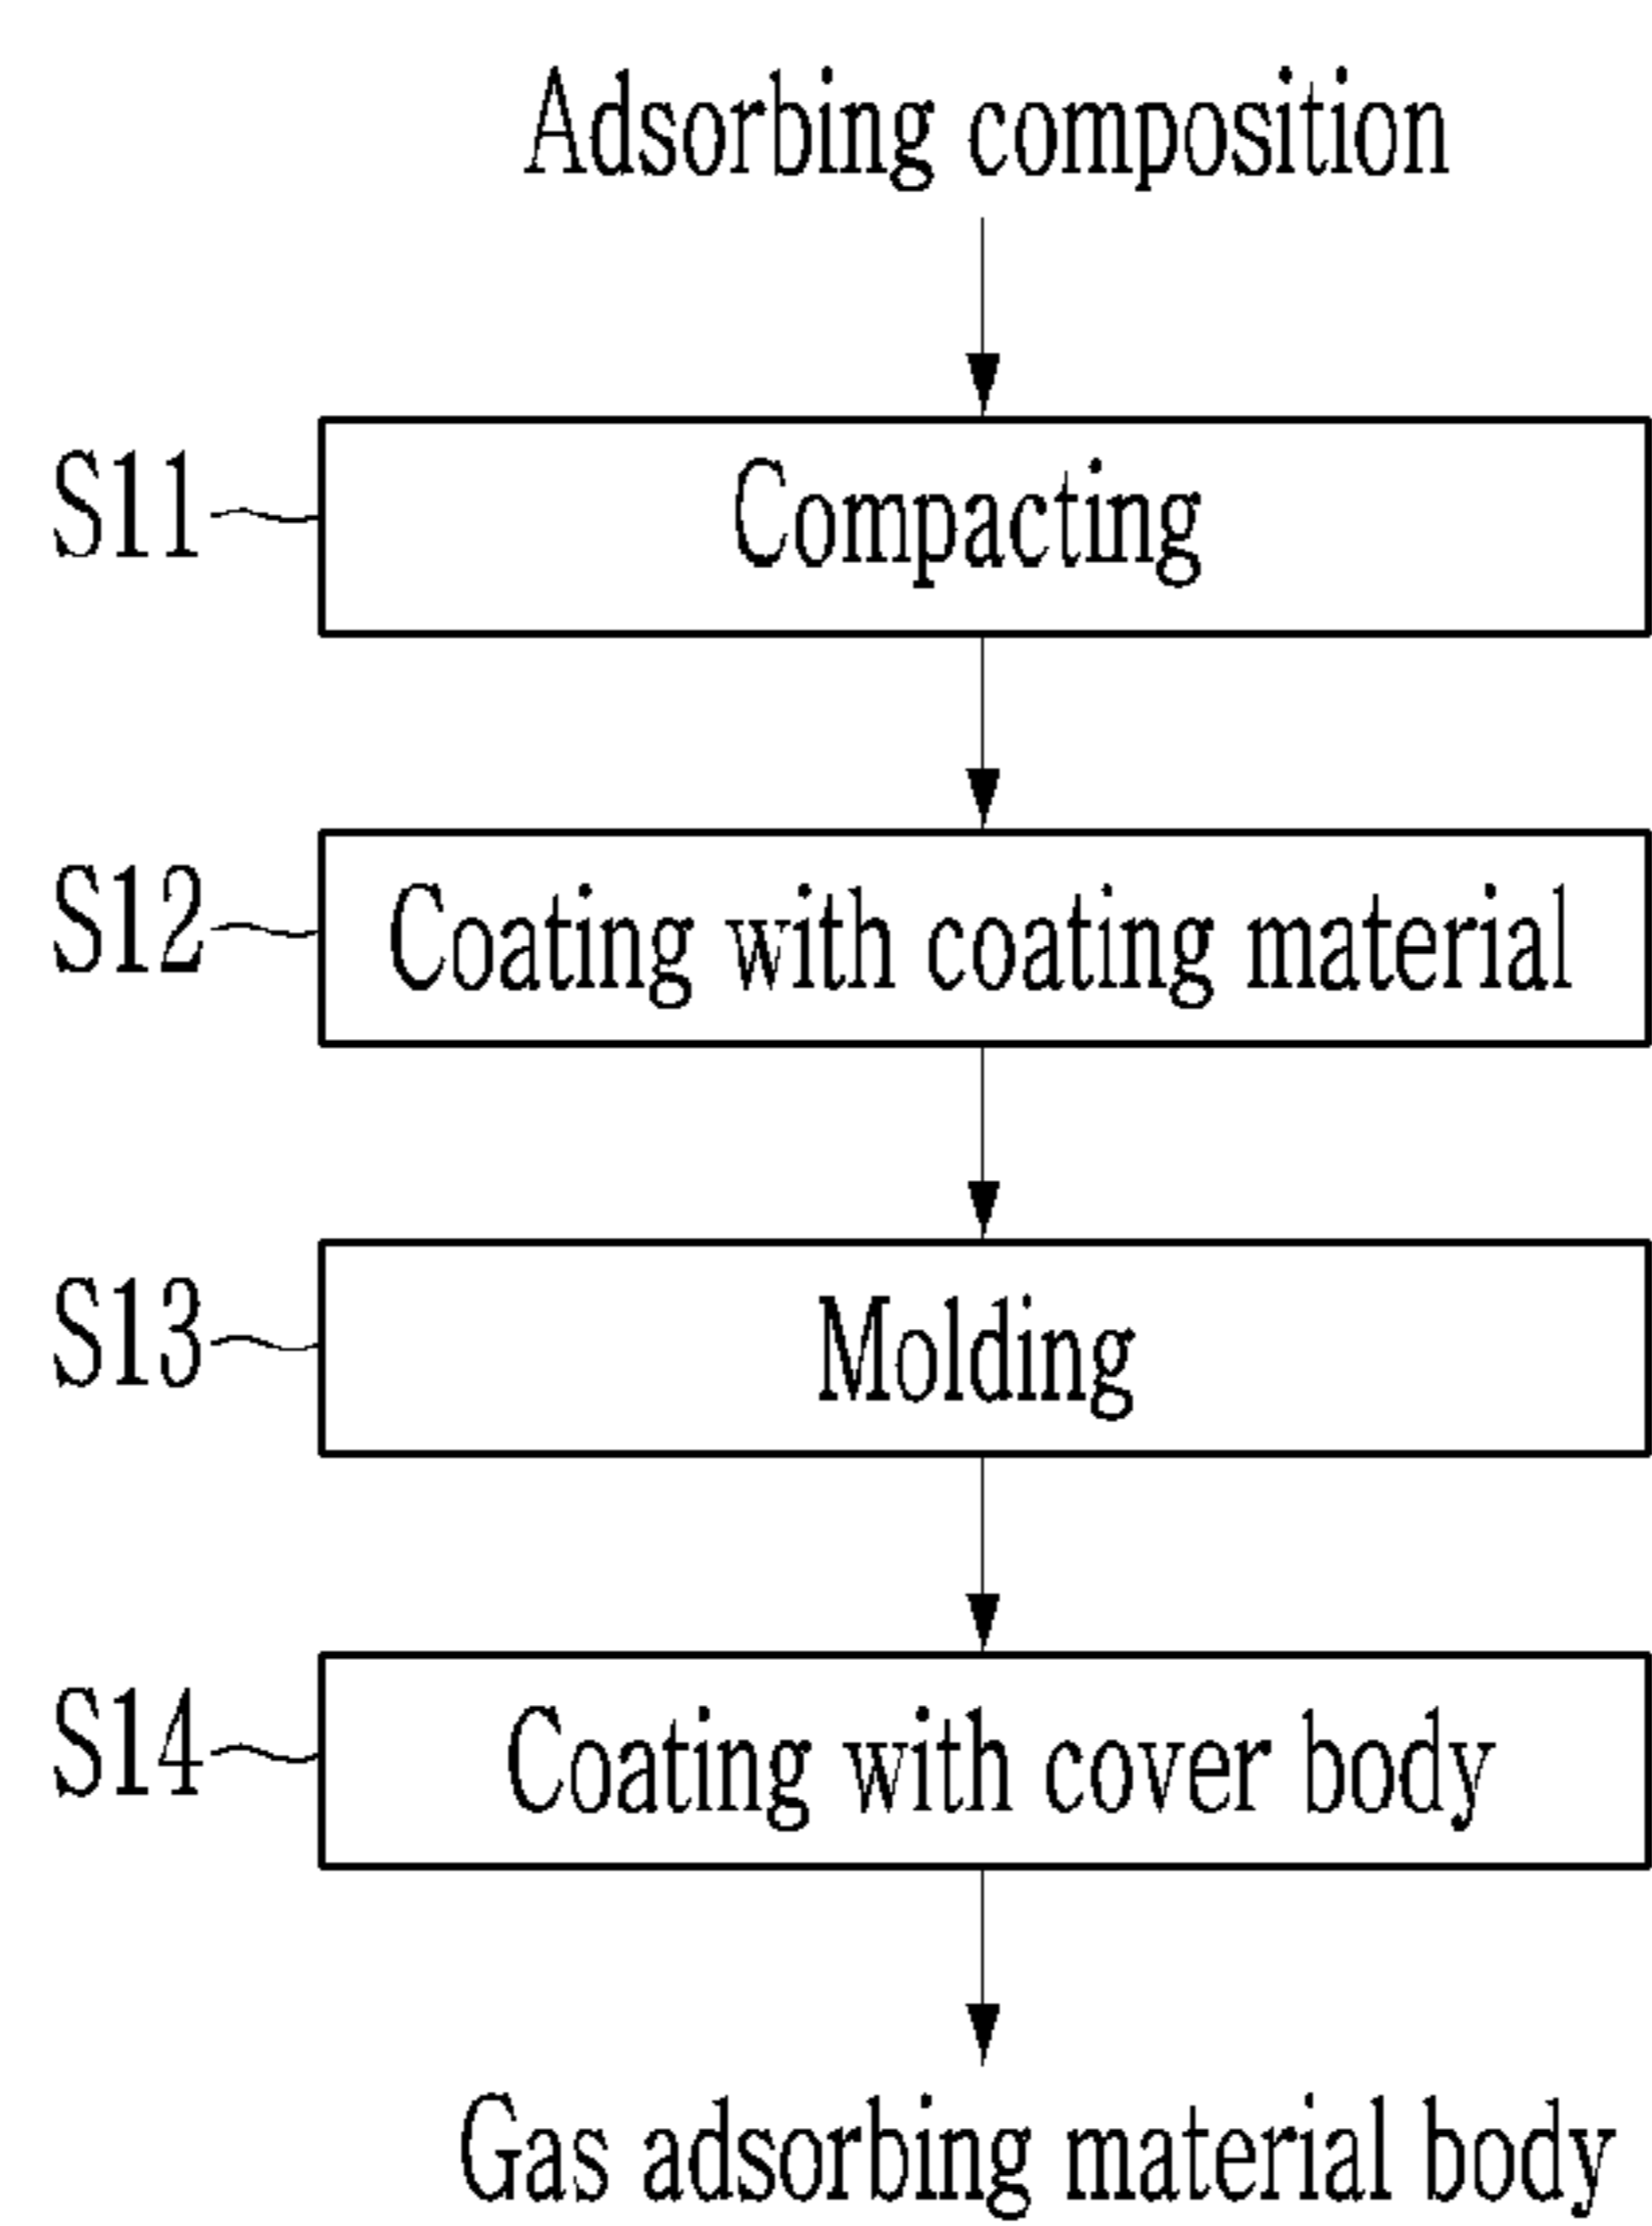 Adsorbing composition
S11
Compacting
S12
Coating with coating material
S13
Molding
S14
Coating with cover body
Gas adsorbing material body